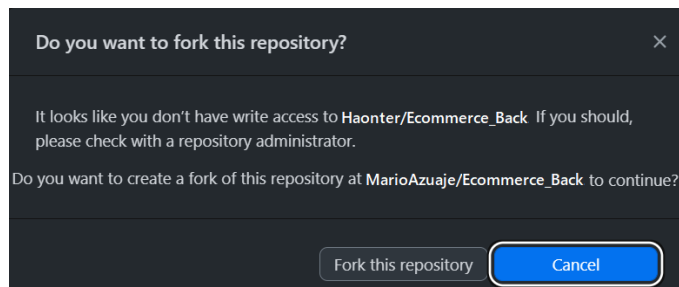 Do you want to fork this repository?
It looks like you don't have write access to Haonter/Ecommerce_Back If you should,
please check with a repository administrator.
Do you want to create a fork of this repository at MarioAzuaje/Ecommerce_Back to continue?
Fork this repository
Cancel